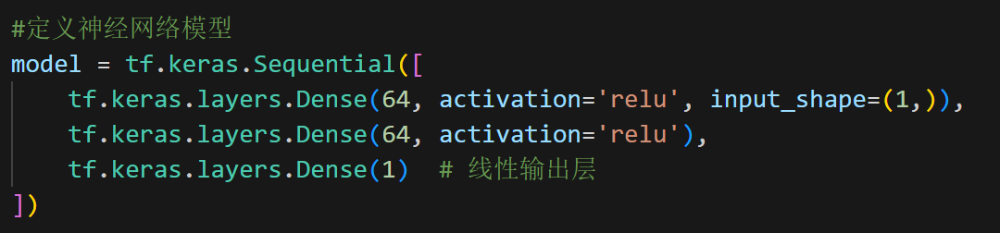 #定义神经网络模型
model = tf.keras.Sequential([
    tf.keras.layers.Dense(64, activation='relu', input_shape=(1,)),
    tf.keras.layers.Dense(64, activation='relu'),
    tf.keras.layers.Dense(1)  # 线性输出层
])